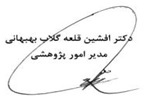 دکتر افشین قلعه گلاب بهبهانی
مدیر امور پژوهشی